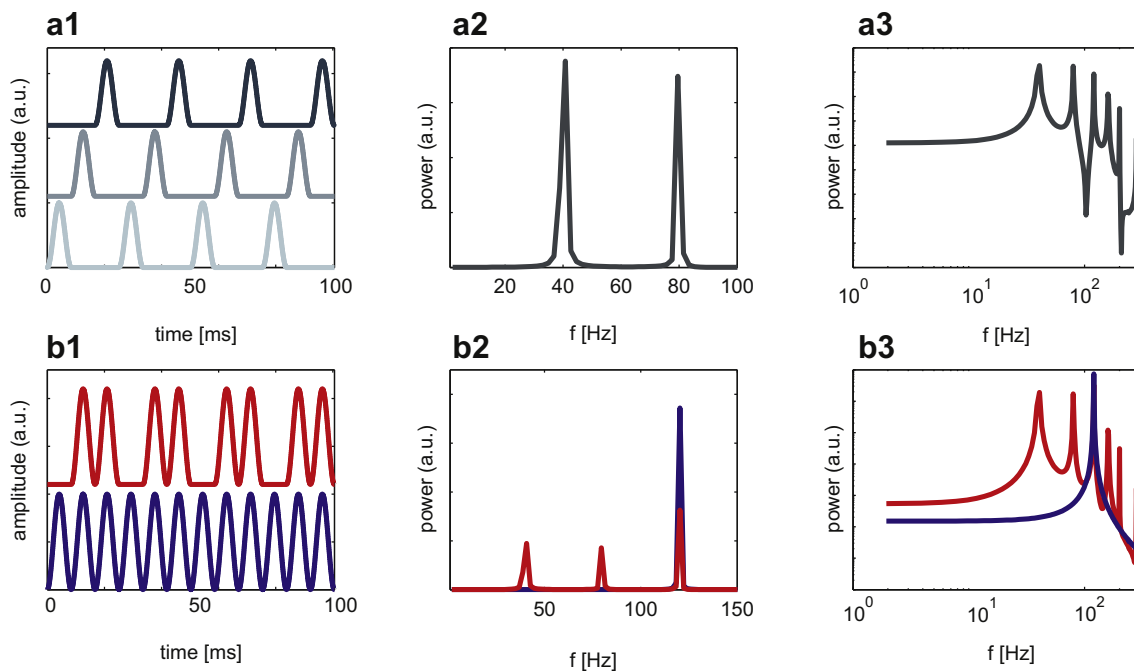 a1
a2
a3
amplitude (a.u.)
power (a.u.)
power (a.u.)
0
50
100
20
40
60
80
100
10^0
10^1
10^2
time [ms]
f [Hz]
f [Hz]
b1
b2
b3
amplitude (a.u.)
power (a.u.)
power (a.u.)
0
50
100
50
100
150
10^0
10^1
10^2
time [ms]
f [Hz]
f [Hz]